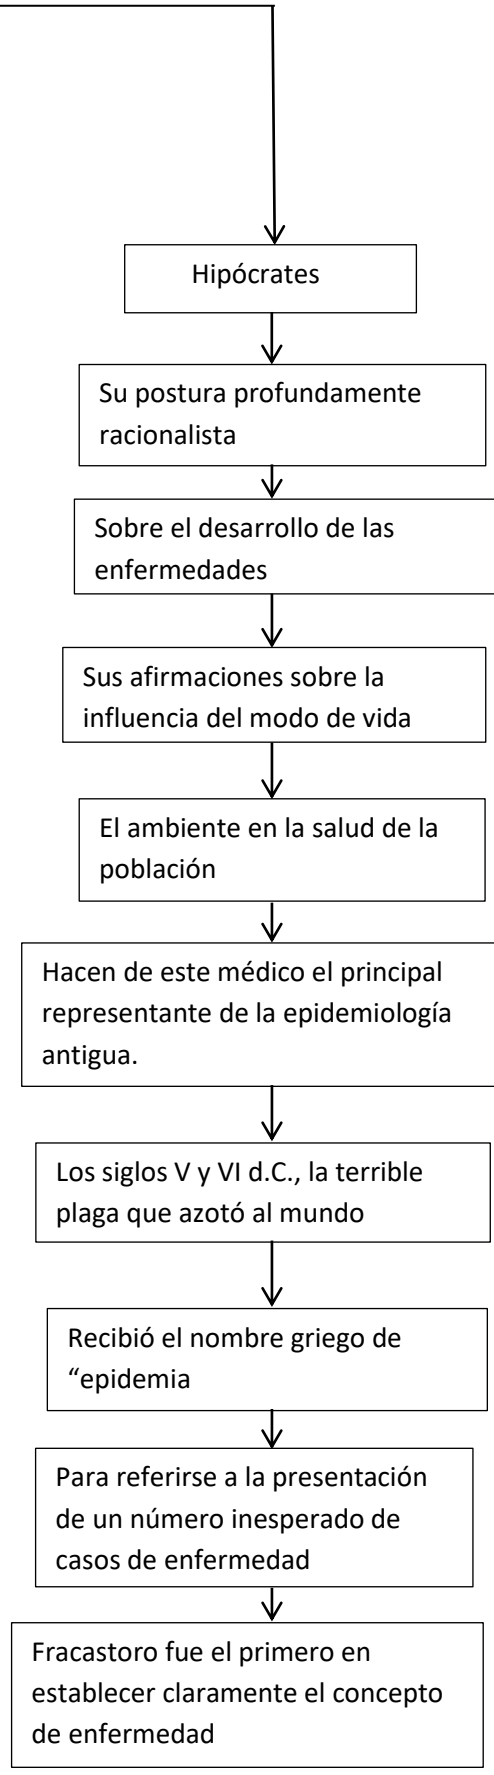 Hipócrates
Su postura profundamente
racionalista
Sobre el desarrollo de las
enfermedades
Sus afirmaciones sobre la
influencia del modo de vida
El ambiente en la salud de la
población
Hacen de este médico el principal
representante de la epidemiología
antigua.
Los siglos V y VI d.C., la terrible
plaga que azotó al mundo
Recibió el nombre griego de
“epidemia
Para referirse a la presentación
de un número inesperado de
casos de enfermedad
Fracastoro fue el primero en
establecer claramente el concepto
de enfermedad